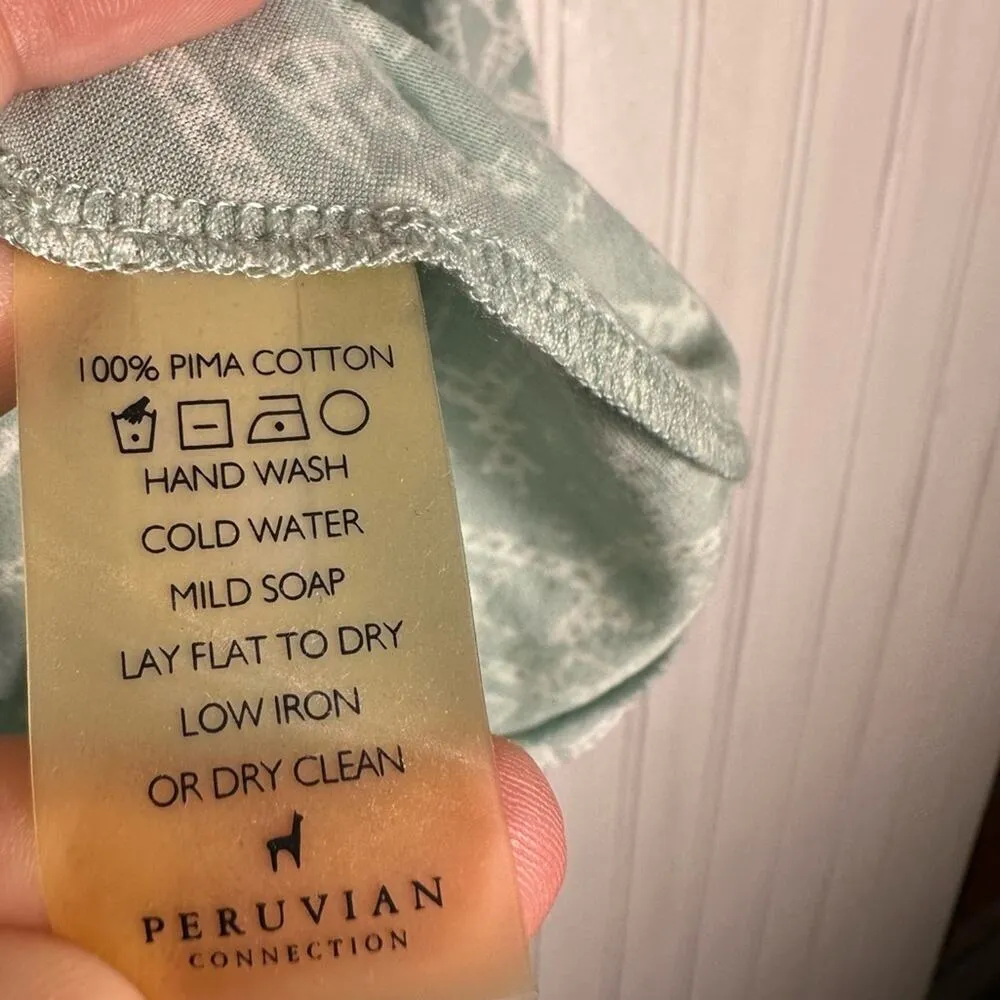 100% PIMA COTTON
HAND WASH
COLD WATER
MILD SOAP
LAY FLAT TO DRY
LOW IRON
OR DRY CLEAN
PERUVIAN
CONNECTION